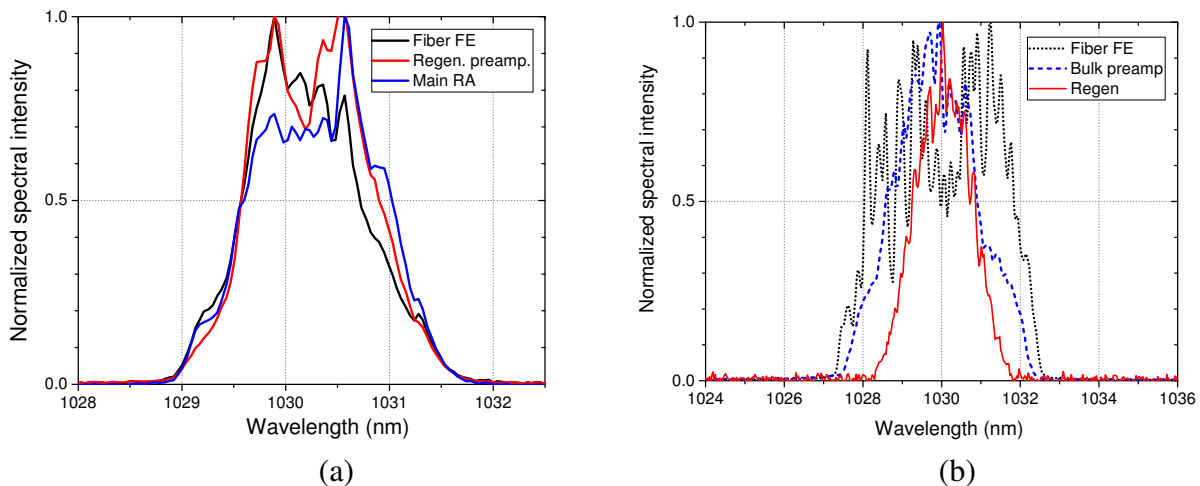 1.0
Fiber FE
Regen. preamp.
Main RA
Normalized spectral intensity
0.5
0.0
1028
1029
1030
1031
1032
Wavelength (nm)
(a)
1.0
Fiber FE
Bulk preamp
Regen
Normalized spectral intensity
0.5
0.0
1024
1026
1028
1030
1032
1034
1036
Wavelength (nm)
(b)